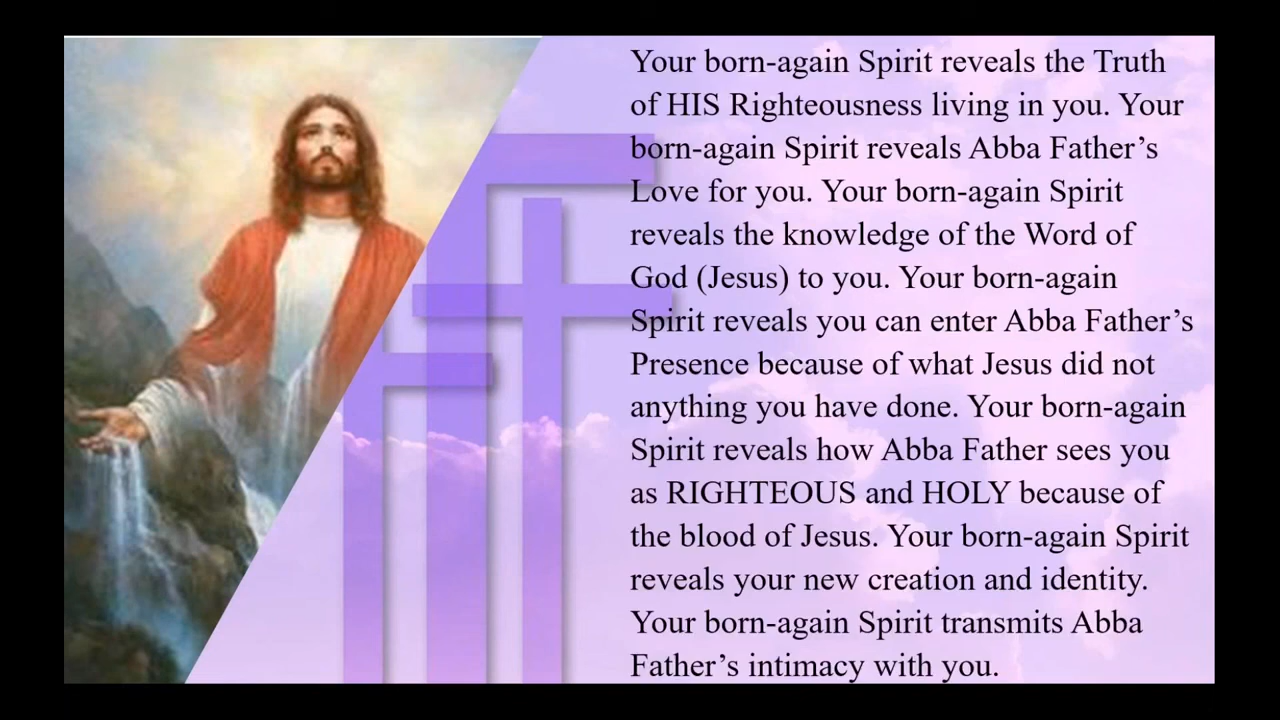 Your born-again Spirit reveals the Truth
of HIS Righteousness living in you. Your
born-again Spirit reveals Abba Father’s
Love for you. Your born-again Spirit
reveals the knowledge of the Word of
God (Jesus) to you. Your born-again
Spirit reveals you can enter Abba Father’s
Presence because of what Jesus did not
anything you have done. Your born-again
Spirit reveals how Abba Father sees you
as RIGHTEOUS and HOLY because of
the blood of Jesus. Your born-again Spirit
reveals your new creation and identity.
Your born-again Spirit transmits Abba
Father’s intimacy with you.